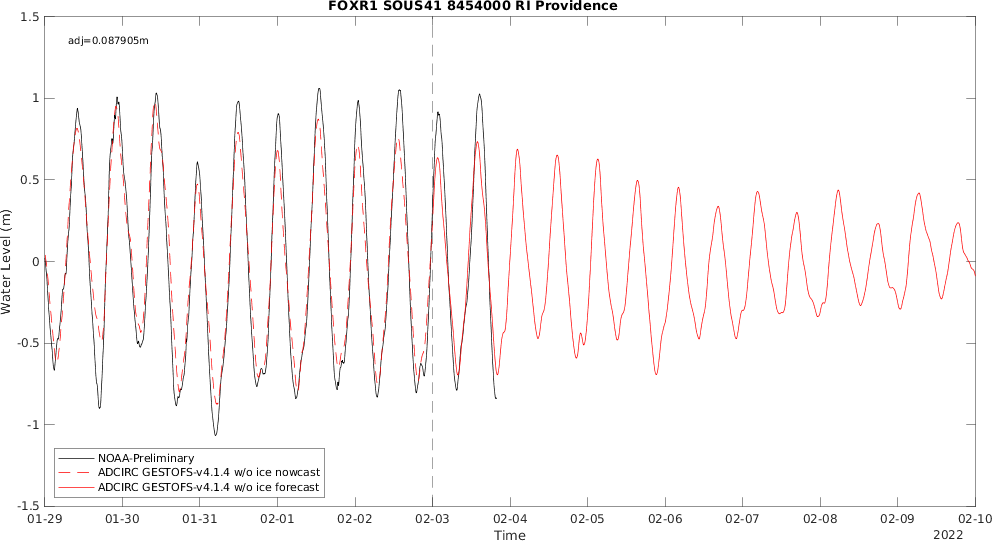 FOXR1 SOUS41 8454000 RI Providence
adj=0.087905m
1.5
1
0.5
0
-0.5
-1
-1.5
Water Level (m)
NOAA-Preliminary
ADCIRC GESTOFS-v4.1.4 w/o ice nowcast
ADCIRC GESTOFS-v4.1.4 w/o ice forecast
01-29 01-30 01-31 02-01 02-02 02-03 02-04 02-05 02-06 02-07 02-08 02-09 02-10
Time
2022